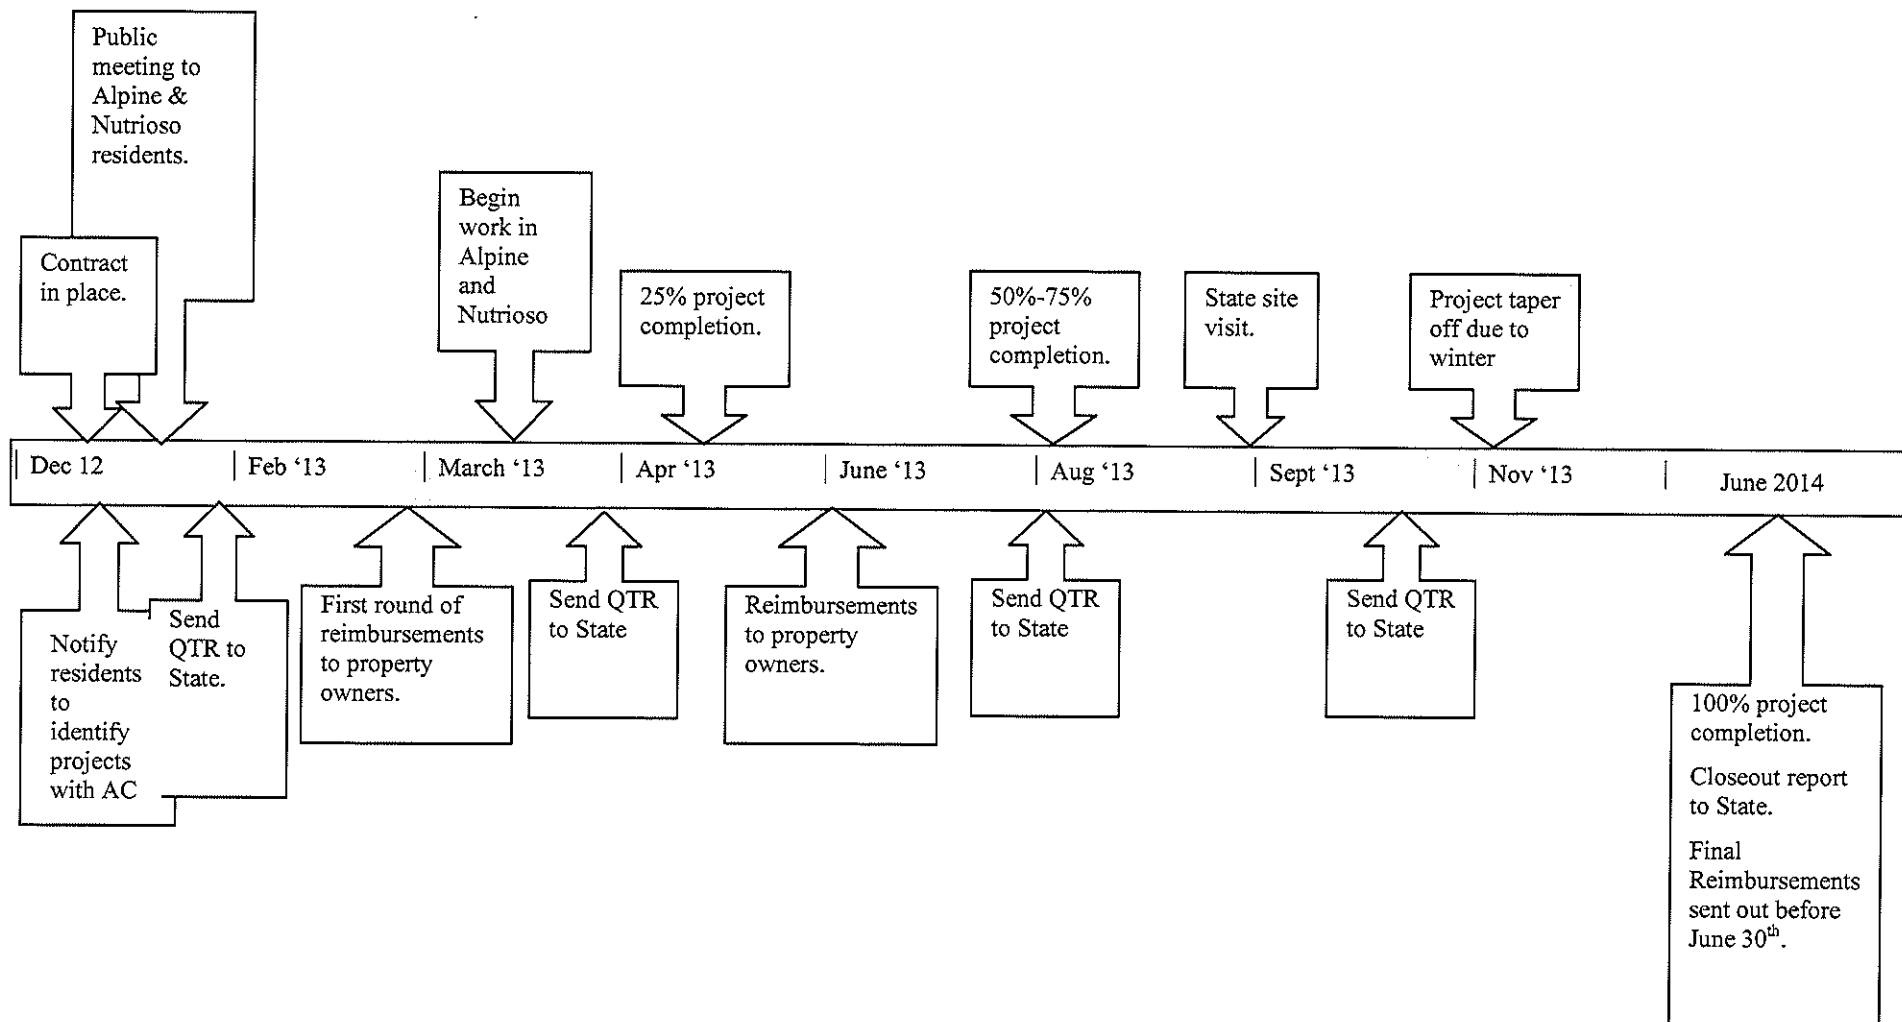 Public
meeting to
Alpine &
Nutrioso
residents.
Contract
in place.
Begin
work in
Alpine
and
Nutrioso
25% project
completion.
50%-75%
project
completion.
State site
visit.
Project taper
off due to
winter
Dec 12
Feb ‘13
March ‘13
Apr ‘13
June ‘13
Aug ‘13
Sept ‘13
Nov ‘13
June 2014
Notify
residents
to
identify
projects
with AC
Send
QTR to
State.
First round of
reimbursements
to property
owners.
Send QTR
to State
Reimbursements
to property
owners.
Send QTR
to State
Send QTR
to State
100% project
completion.
Closeout report
to State.
Final
Reimbursements
sent out before
June 30th.